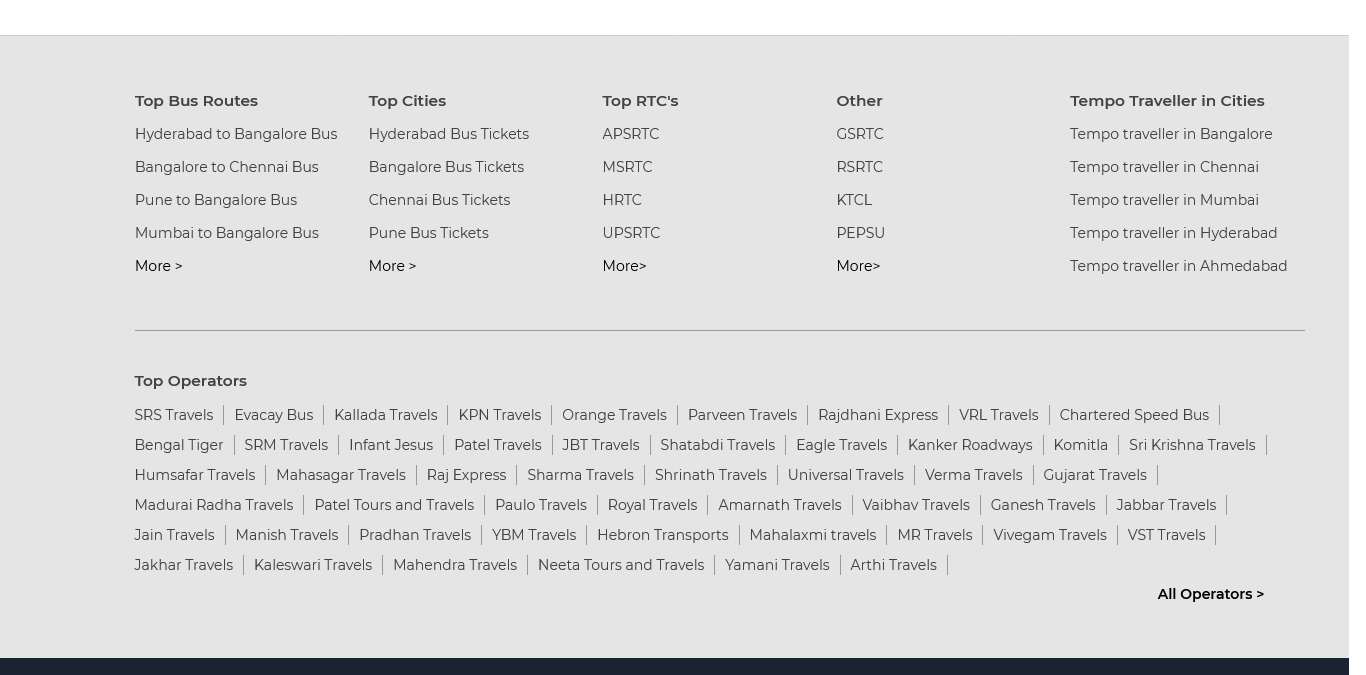 Top Bus Routes
Hyderabad to Bangalore Bus
Bangalore to Chennai Bus
Pune to Bangalore Bus
Mumbai to Bangalore Bus
More >
Top Cities
Hyderabad Bus Tickets
Bangalore Bus Tickets
Chennai Bus Tickets
Pune Bus Tickets
More >
Top RTC's
APSRTC
MSRTC
HRTC
UPSRTC
More>
Other
GSRTC
RSRTC
KTCL
PEPSU
More>
Tempo Traveller in Cities
Tempo traveller in Bangalore
Tempo traveller in Chennai
Tempo traveller in Mumbai
Tempo traveller in Hyderabad
Tempo traveller in Ahmedabad
Top Operators
SRS Travels | Evacay Bus | Kallada Travels | KPN Travels | Orange Travels | Parveen Travels | Rajdhani Express | VRL Travels | Chartered Speed Bus |
Bengal Tiger | SRM Travels | Infant Jesus | Patel Travels | JBT Travels | Shatabdi Travels | Eagle Travels | Kanker Roadways | Komitla | Sri Krishna Travels |
Humsafar Travels | Mahasagar Travels | Raj Express | Sharma Travels | Shrinath Travels | Universal Travels | Verma Travels | Gujarat Travels |
Madurai Radha Travels | Patel Tours and Travels | Paulo Travels | Royal Travels | Amarnath Travels | Vaibhav Travels | Ganesh Travels | Jabbar Travels |
Jain Travels | Manish Travels | Pradhan Travels | YBM Travels | Hebron Transports | Mahalaxmi travels | MR Travels | Vivegam Travels | VST Travels |
Jakhar Travels | Kaleswari Travels | Mahendra Travels | Neeta Tours and Travels | Yamani Travels | Arthi Travels |
All Operators >